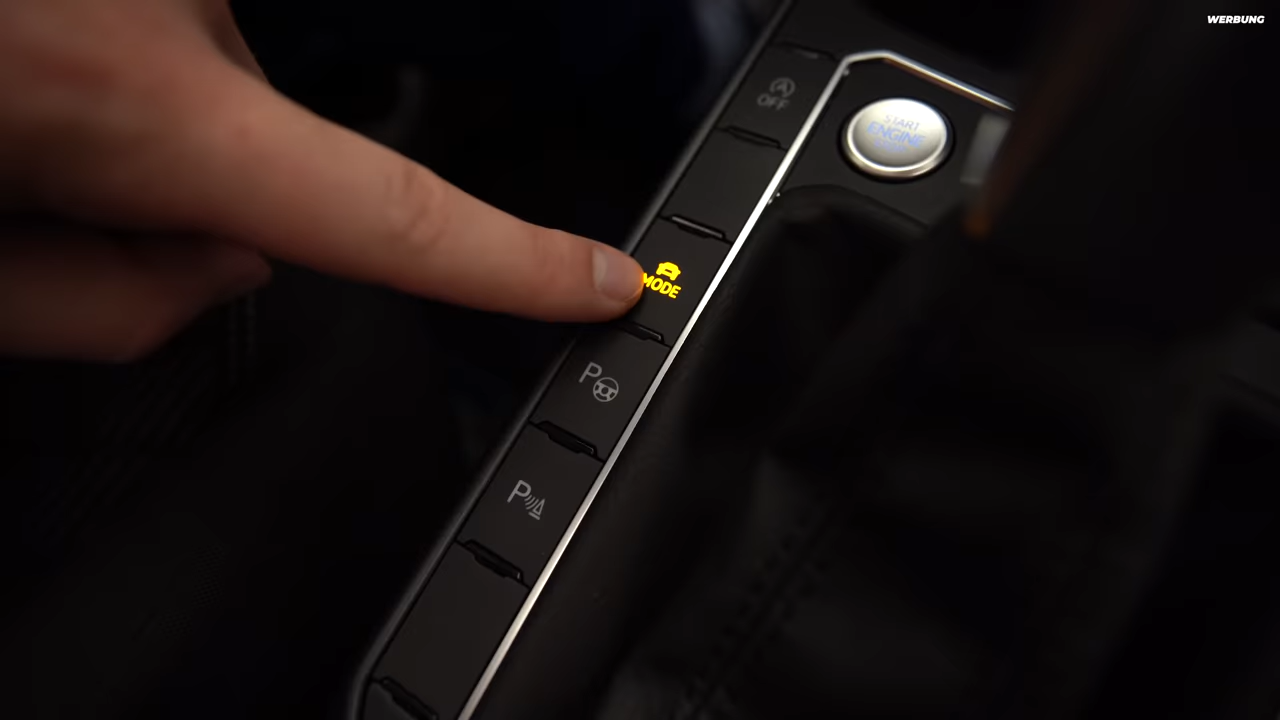 WERBUNG
OFF
START
ENGINE
MODE
P
P